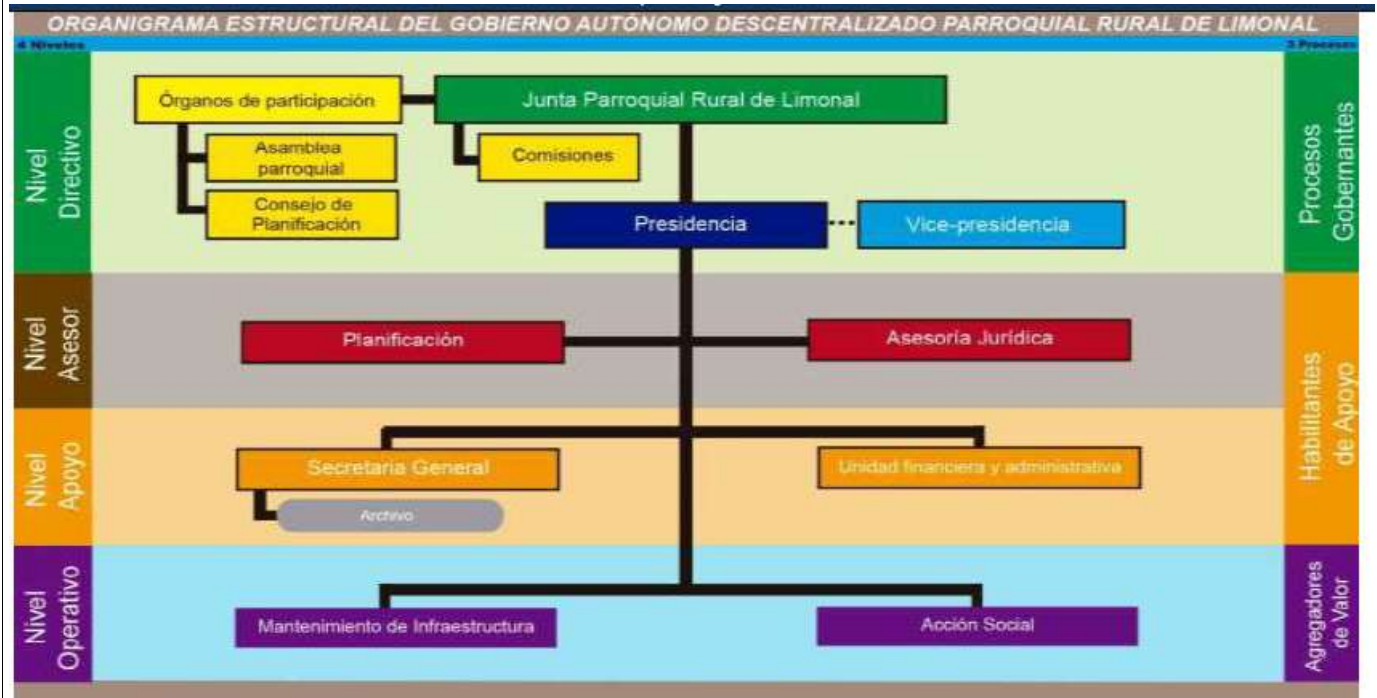 ORGANIGRAMA ESTRUCTURAL DEL GOBIERNO AUTÓNOMO DESCENTRALIZADO PARROQUIAL RURAL DE LIMONAL
4 Niveles
3 Procesos
Nivel
Directivo
Órganos de participación
Junta Parroquial Rural de Limonal
Asamblea
parroquial
Comisiones
Consejo de
Planificación
Presidencia
Vice-presidencia
Procesos
Gobernantes
Nivel
Asesor
Planificación
Asesoría Jurídica
Habilitantes
de Apoyo
Nivel
Apoyo
Secretaria General
Unidad financiera y administrativa
Archivo
Nivel
Operativo
Mantenimiento de Infraestructura
Acción Social
Agregadores
de Valor